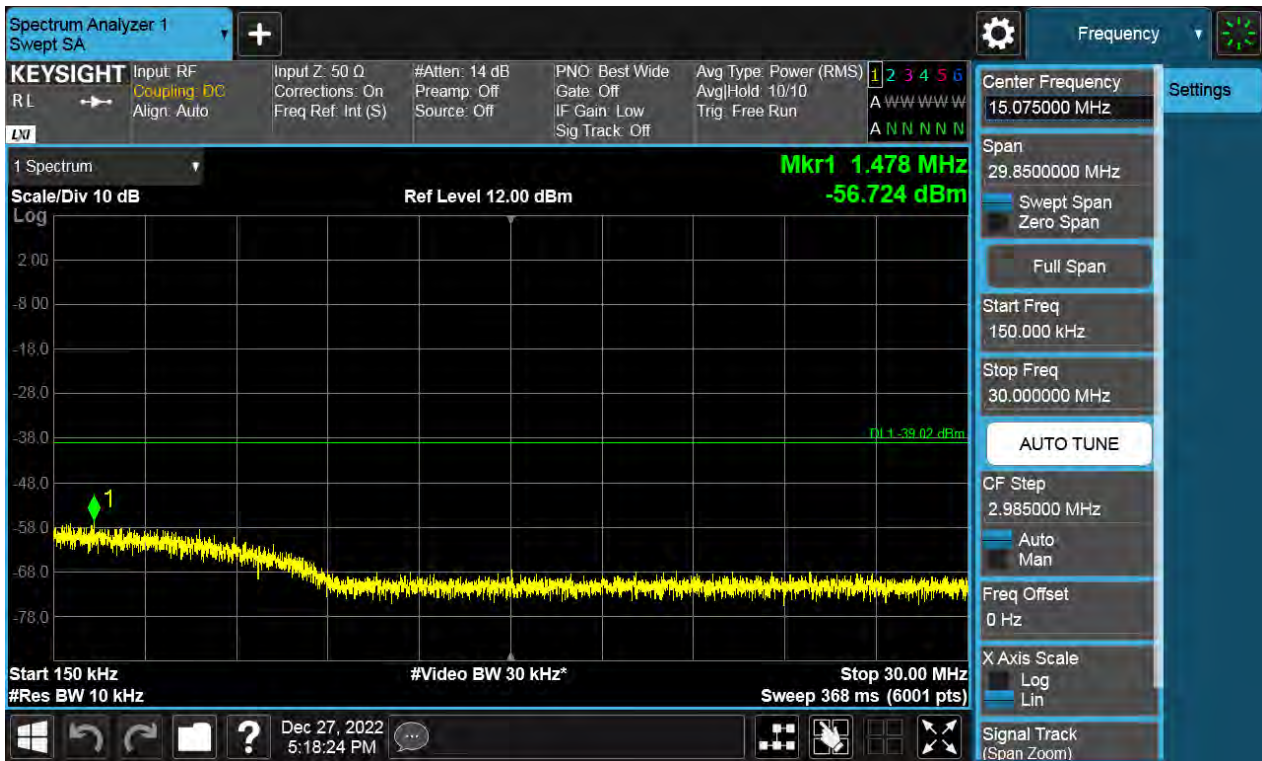 Spectrum Analyzer 1
Swept SA
+
Frequency
KEYSIGHT
RL
LXI
Input: RF
Coupling: DC
Align: Auto
Input Z: 50 Ω
Corrections: On
Freq Ref: Int (S)
#Atten: 14 dB
Preamp: Off
Source: Off
PNO: Best Wide
Gate: Off
IF Gain: Low
Sig Track: Off
Avg Type: Power (RMS)
Avg|Hold: 10/10
Trig: Free Run
1 2 3 4 5 6
A W W W W W
A N N N N N
1 Spectrum
Mkr1 1.478 MHz
Scale/Div 10 dB
Ref Level 12.00 dBm
-56.724 dBm
Log
2.00
-8.00
-18.0
-28.0
-38.0
DL1 -39.02 dBm
-48.0
1
-58.0
-68.0
-78.0
Start 150 kHz
#Video BW 30 kHz*
Stop 30.00 MHz
#Res BW 10 kHz
Sweep 368 ms (6001 pts)
?
Dec 27, 2022
5:18:24 PM
Center Frequency
15.075000 MHz
Settings
Span
29.8500000 MHz
Swept Span
Zero Span
Full Span
Start Freq
150.000 kHz
Stop Freq
30.000000 MHz
AUTO TUNE
CF Step
2.985000 MHz
Auto
Man
Freq Offset
0 Hz
X Axis Scale
Log
Lin
Signal Track
(Span Zoom)